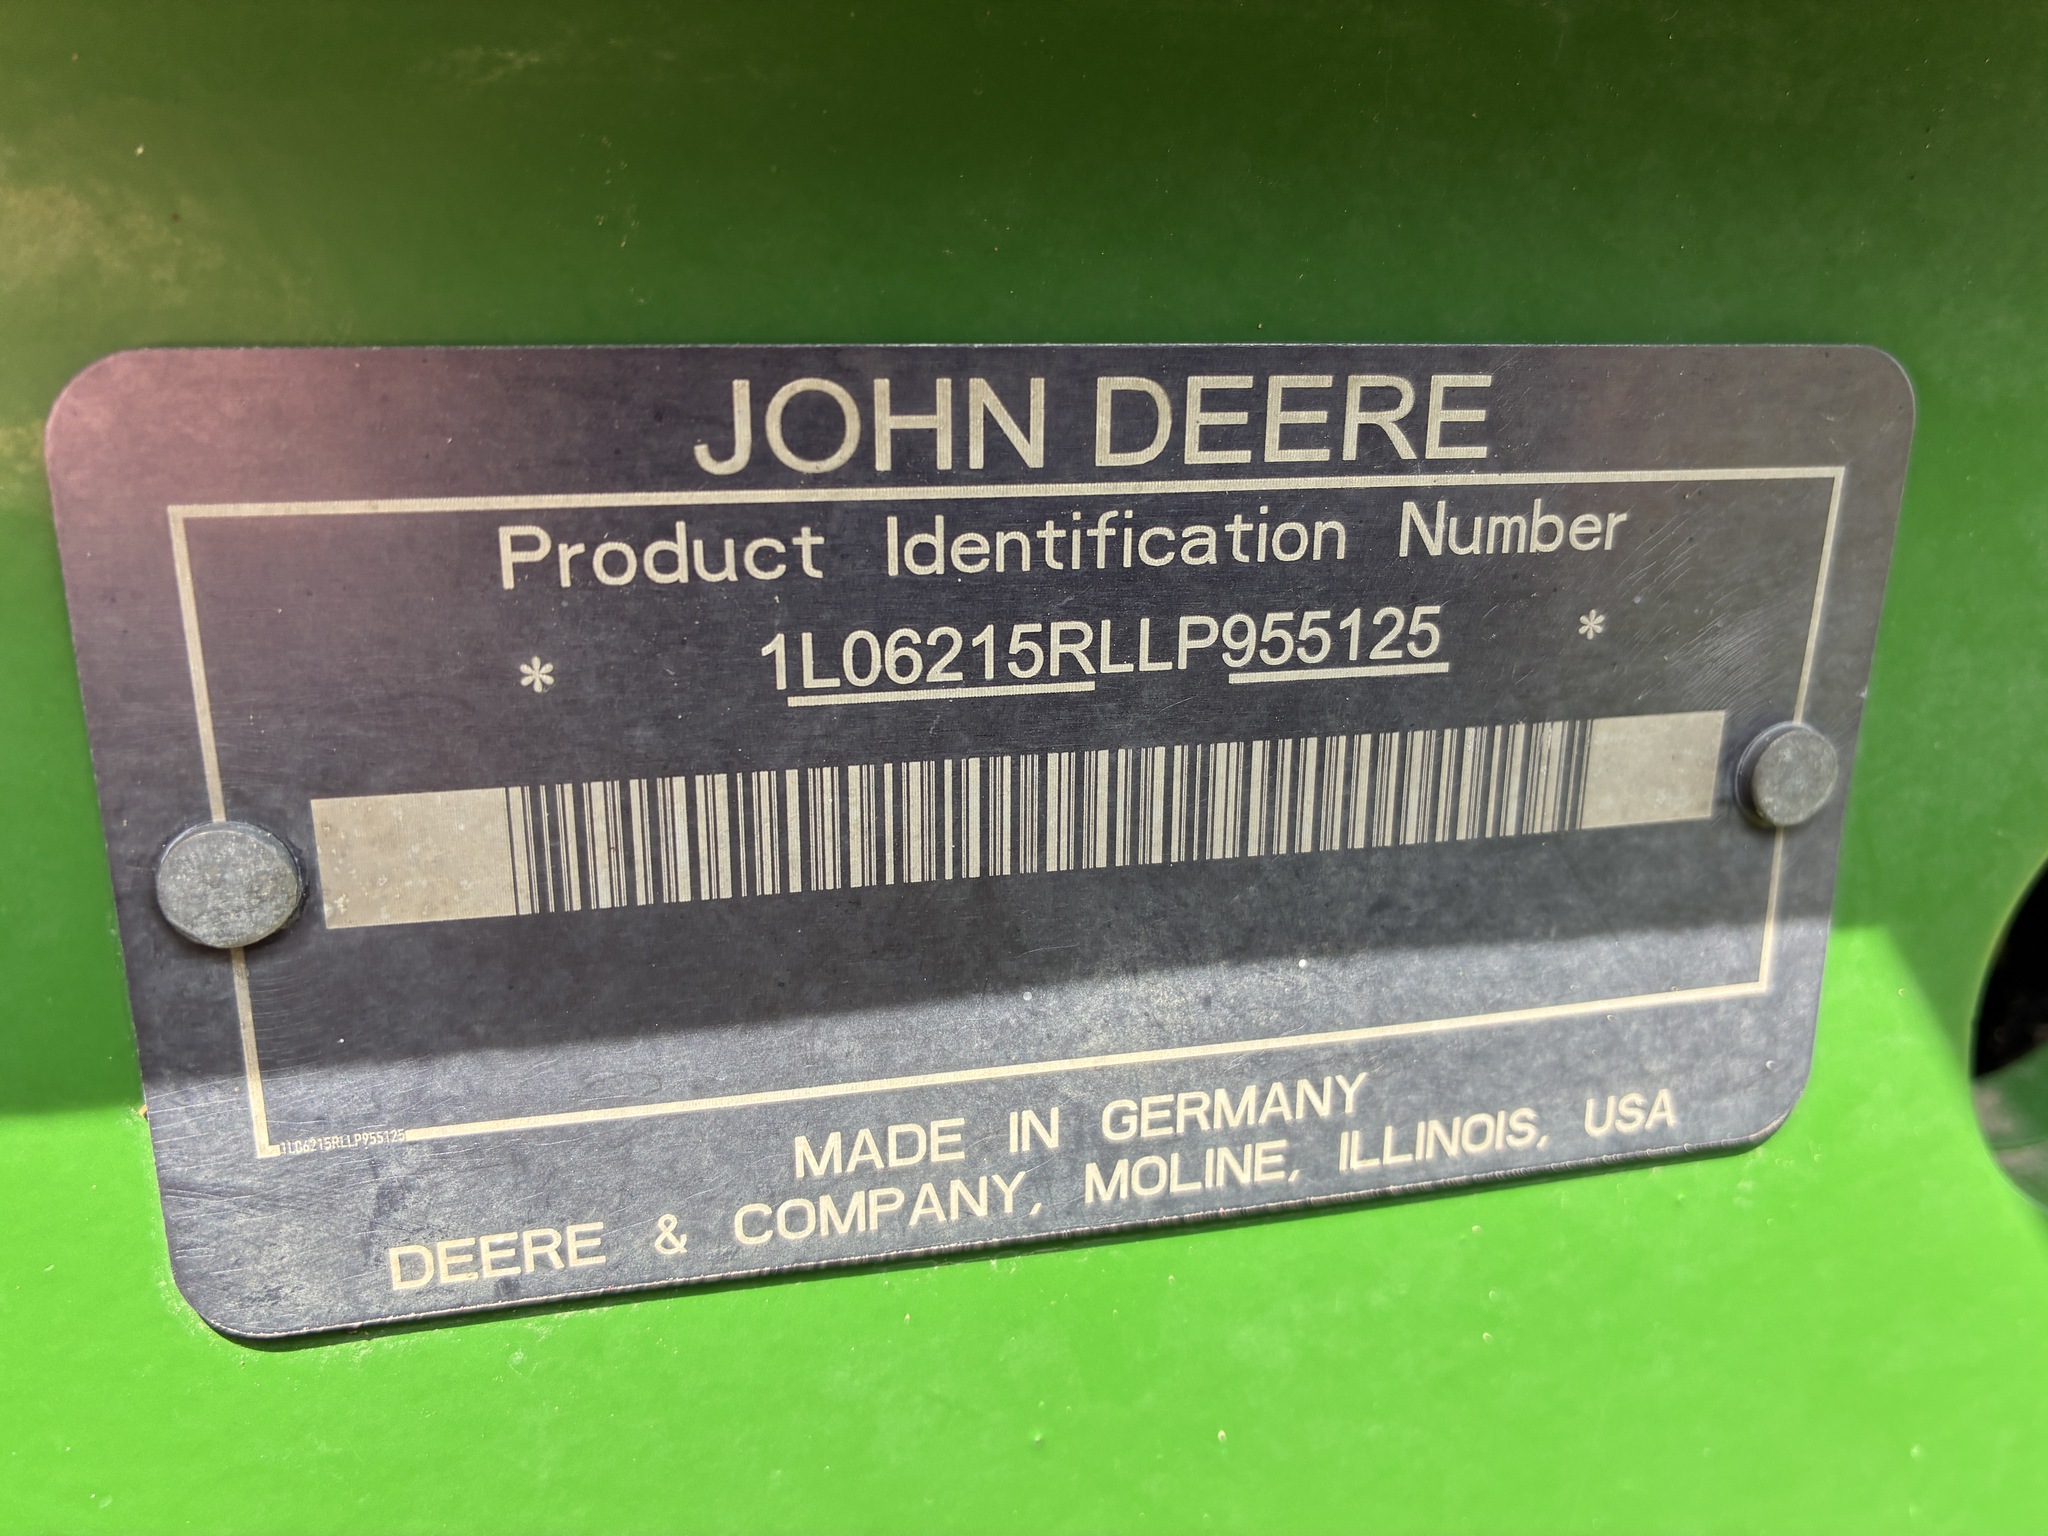 JOHN DEERE
Product Identification Number
* 1L06215RLLP955125 *
1L06215RLLP955125
MADE IN GERMANY
DEERE & COMPANY, MOLINE, ILLINOIS, USA